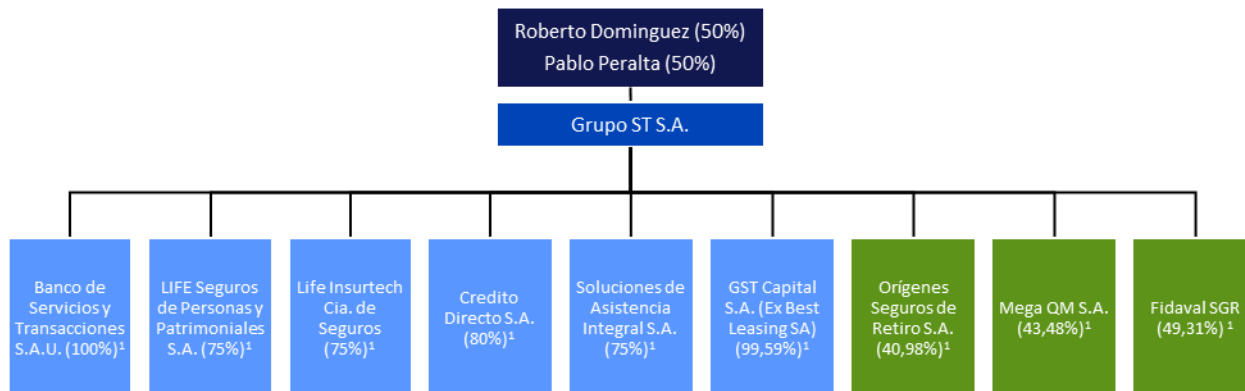 Roberto Dominguez (50%)
Pablo Peralta (50%)
Grupo ST S.A.
Banco de
Servicios y
Transacciones
S.A.U. (100%)¹
LIFE Seguros
de Personas y
Patrimoniales
S.A. (75%)¹
Life Insurtech
Cia. de
Seguros
(75%)¹
Credito
Directo S.A.
(80%)¹
Soluciones de
Asistencia
Integral S.A.
(75%)¹
GST Capital
S.A. (Ex Best
Leasing SA)
(99,59%)¹
Orígenes
Seguros de
Retiro S.A.
(40,98%)¹
Mega QM S.A.
(43,48%)¹
Fidaval SGR
(49,31%)¹